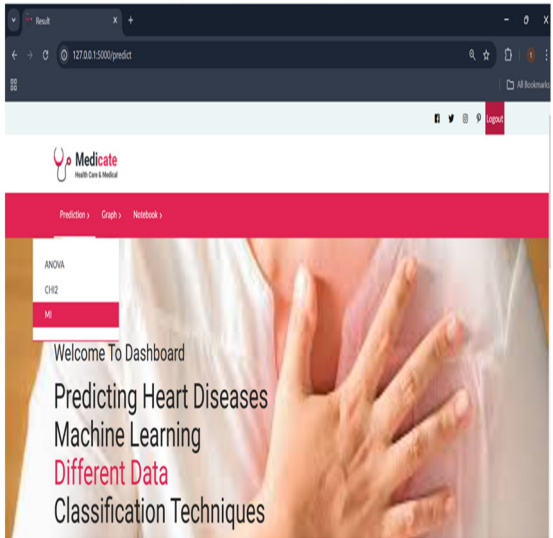 Result
127.0.0.1:5000/predict
All Bookmarks
Logout
Medicate
Health Care & Medical
Prediction › Graph › Notebook ›
ANOVA
CHI2
MI
Welcome To Dashboard
Predicting Heart Diseases
Machine Learning
Different Data
Classification Techniques